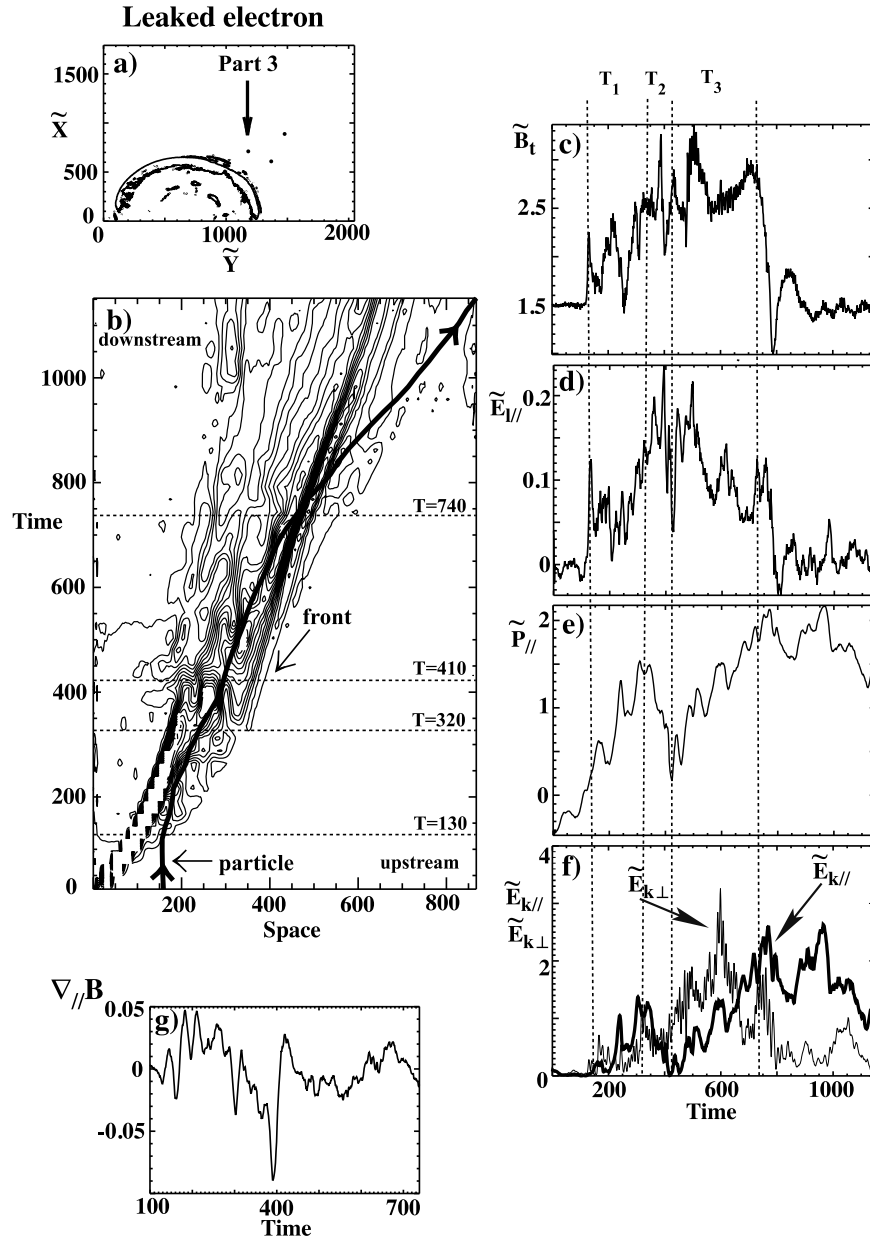 Leaked electron
a)
Part 3
1500
1000
500
0
X̃
0 1000 2000
Ỹ
b)
downstream
1000
800
Time
600
400
200
0
T=740
front
T=410
T=320
T=130
particle
upstream
200 400 600 800
Space
∇//B
g)
0.05
0
-0.05
100 400 700
Time
T1 T2 T3
c)
B̃t
2.5
1.5
d)
Ẽl//
0.2
0.1
0
e)
P̃//
2
1
0
f)
Ẽk//
Ẽk⊥
4
2
0
Ẽk⊥
Ẽk//
200 600 1000
Time